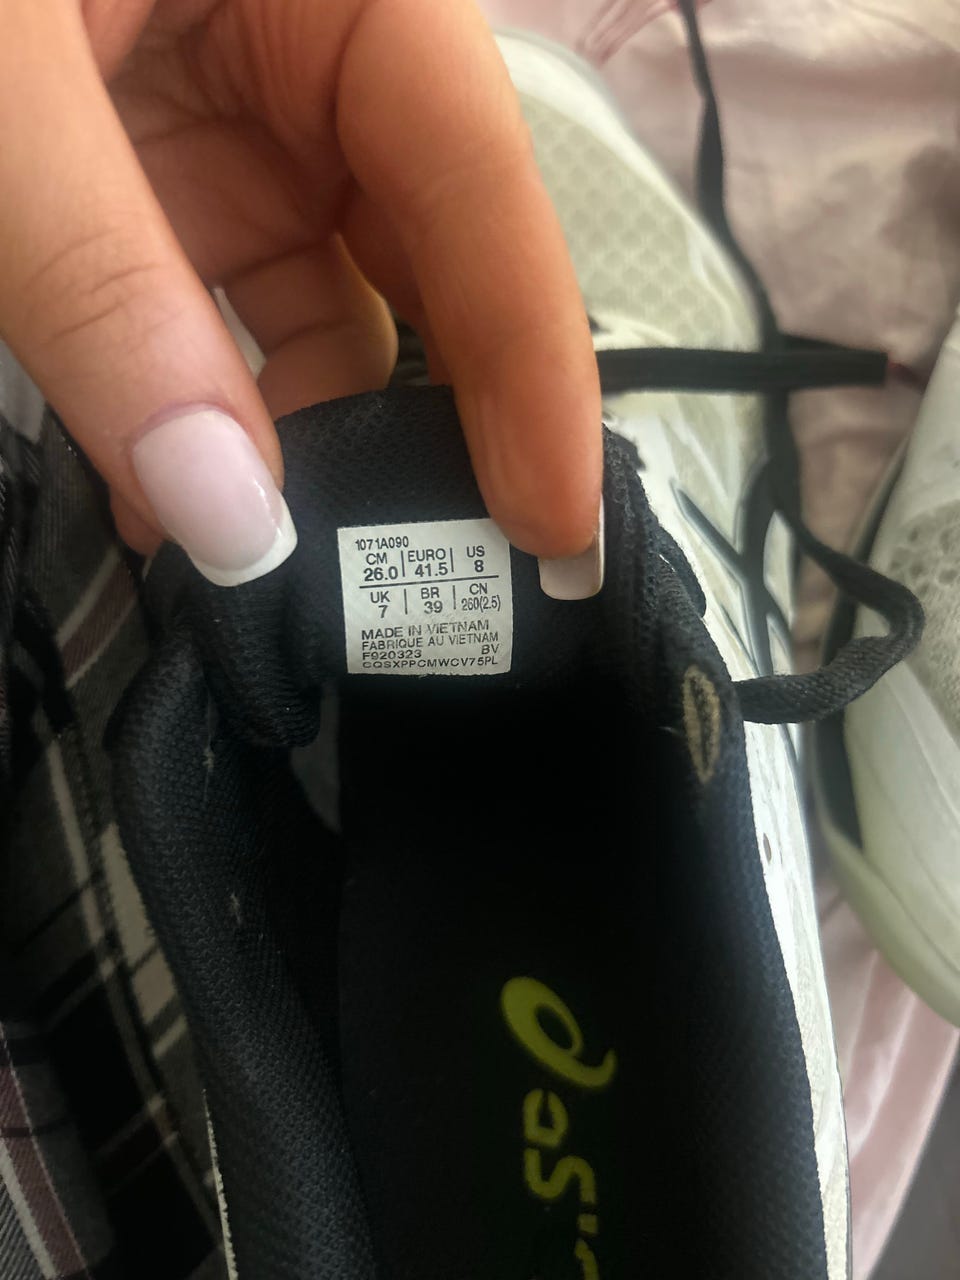 1071A090
CM | EURO | US
26.0 | 41.5 | 8
UK | BR | CN
7 | 39 | 260(2.5)
MADE IN VIETNAM
FABRIQUE AU VIETNAM
F920323 BV
CQSXPPCMWCV75PL